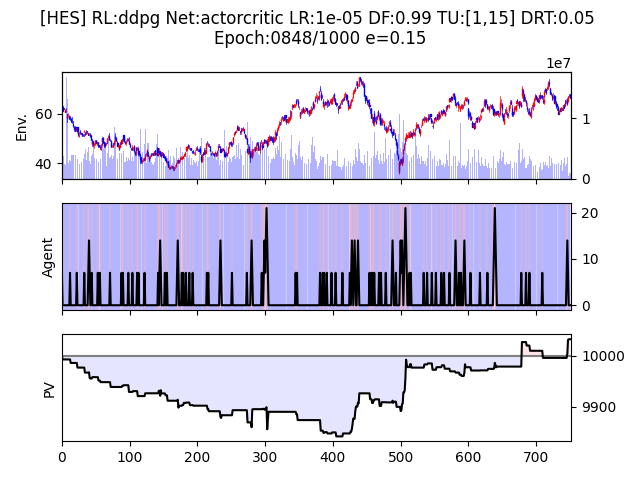 [HES] RL:ddpg Net:actorcritic LR:1e-05 DF:0.99 TU:[1,15] DRT:0.05
Epoch:0848/1000 e=0.15
1e7
Env.
60
40
1
0
Agent
20
10
0
PV
10000
9900
0 100 200 300 400 500 600 700